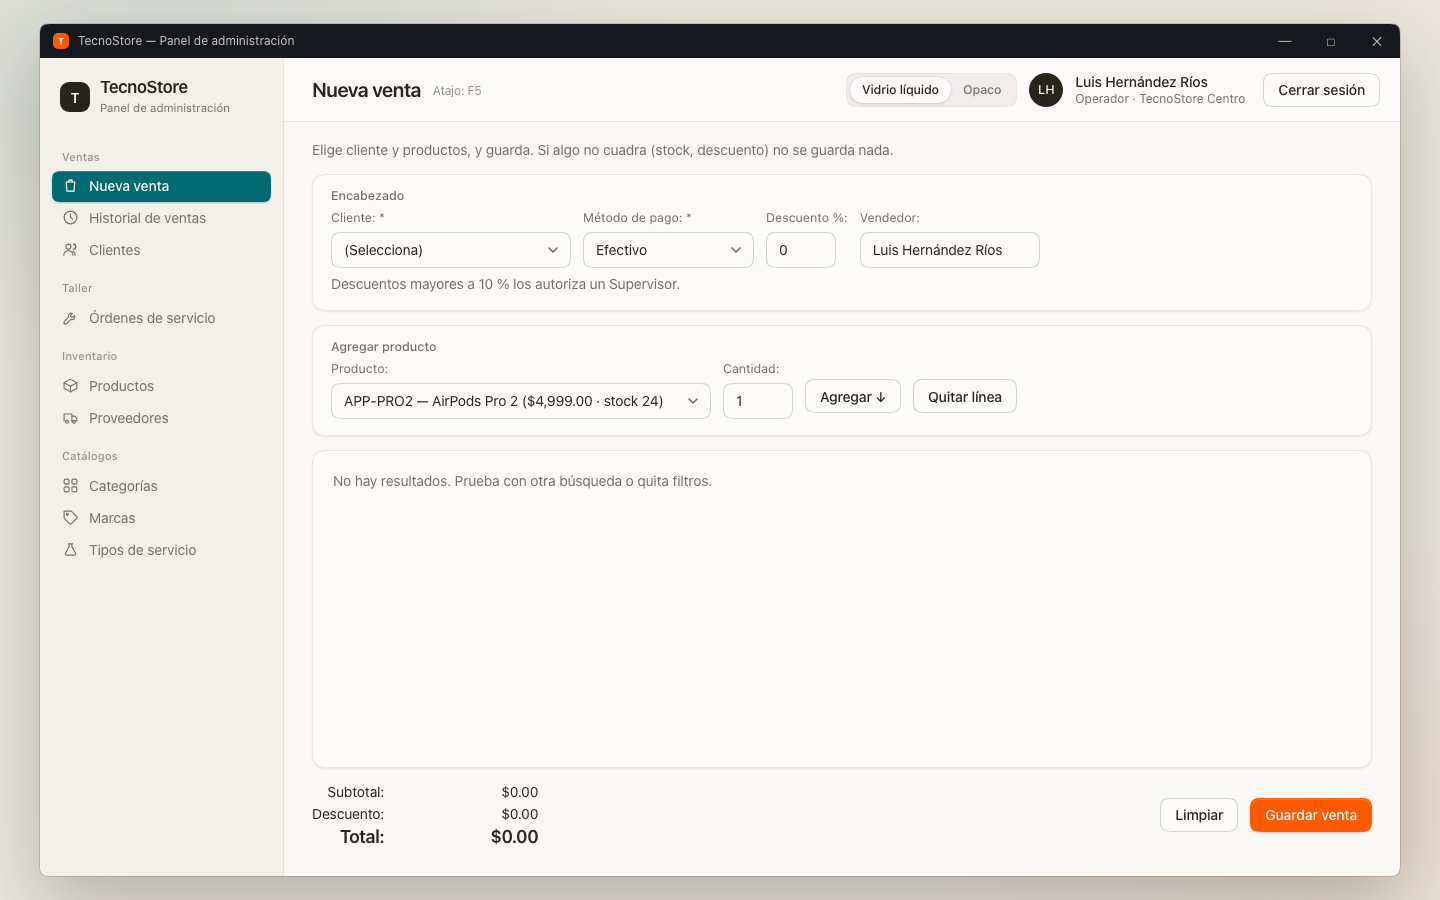 T TecnoStore — Panel de administración
T TecnoStore
Panel de administración
Ventas
Nueva venta
Historial de ventas
Clientes
Taller
Órdenes de servicio
Inventario
Productos
Proveedores
Catálogos
Categorías
Marcas
Tipos de servicio
Nueva venta Atajo: F5
Vidrio líquido Opaco
LH Luis Hernández Ríos
Operador · TecnoStore Centro
Cerrar sesión
Elige cliente y productos, y guarda. Si algo no cuadra (stock, descuento) no se guarda nada.
Encabezado
Cliente: * Método de pago: * Descuento %: Vendedor:
(Selecciona) Efectivo 0 Luis Hernández Ríos
Descuentos mayores a 10 % los autoriza un Supervisor.
Agregar producto
Producto: Cantidad:
APP-PRO2 — AirPods Pro 2 ($4,999.00 · stock 24) 1 Agregar ↓ Quitar línea
No hay resultados. Prueba con otra búsqueda o quita filtros.
Subtotal: $0.00
Descuento: $0.00
Total: $0.00
Limpiar Guardar venta